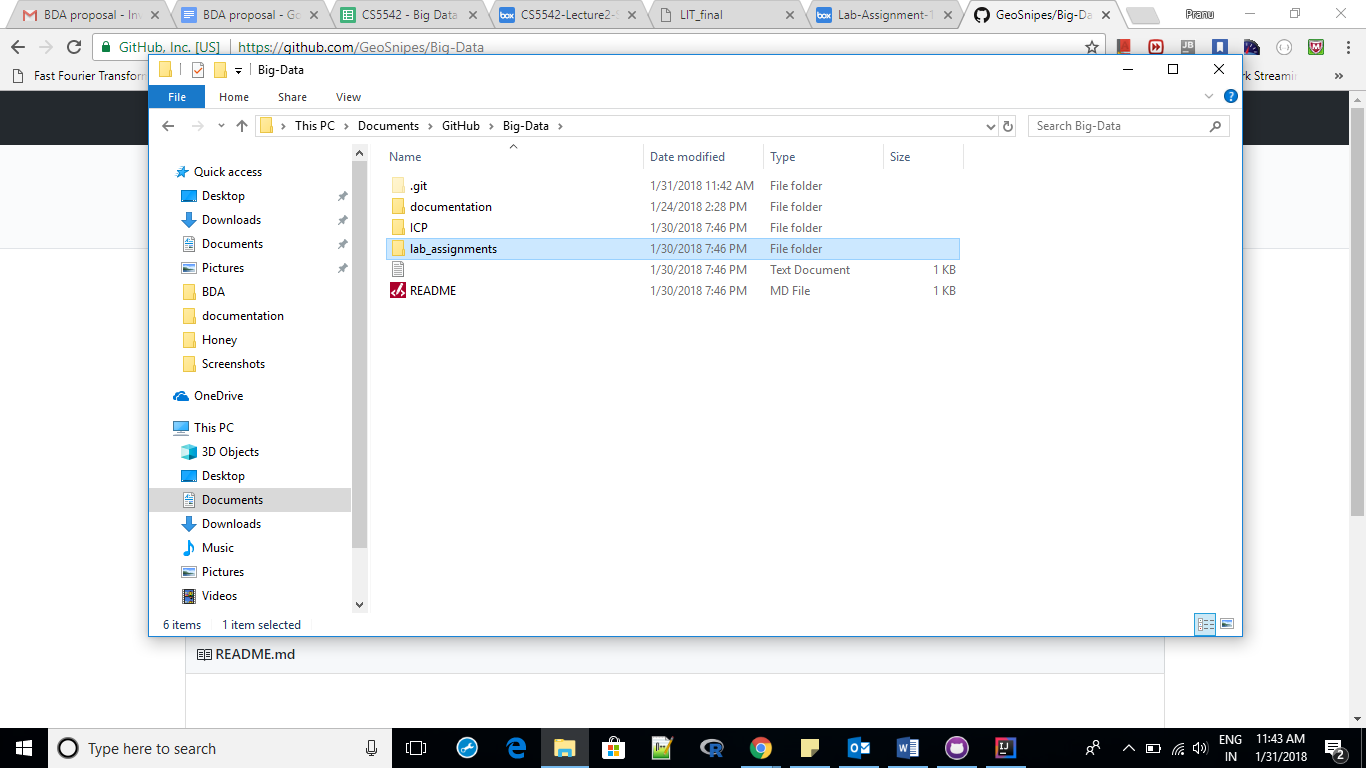 BDA proposal - Inv
BDA proposal - Go
CS5542 - Big Data
CS5542-Lecture2-
LIT_final
Lab-Assignment-
GeoSnipes/Big-Da
Pranu
GitHub, Inc. [US]
https://github.com/GeoSnipes/Big-Data
Fast Fourier Transform
rk Streami
Big-Data
File Home Share View
This PC > Documents > GitHub > Big-Data >
Search Big-Data
Name Date modified Type Size
.git 1/31/2018 11:42 AM File folder
documentation 1/24/2018 2:28 PM File folder
ICP 1/30/2018 7:46 PM File folder
lab_assignments 1/30/2018 7:46 PM File folder
1/30/2018 7:46 PM Text Document 1 KB
README 1/30/2018 7:46 PM MD File 1 KB
Quick access
Desktop
Downloads
Documents
Pictures
BDA
documentation
Honey
Screenshots
OneDrive
This PC
3D Objects
Desktop
Documents
Downloads
Music
Pictures
Videos
6 items 1 item selected
README.md
Type here to search
ENG
IN
11:43 AM
1/31/2018
2